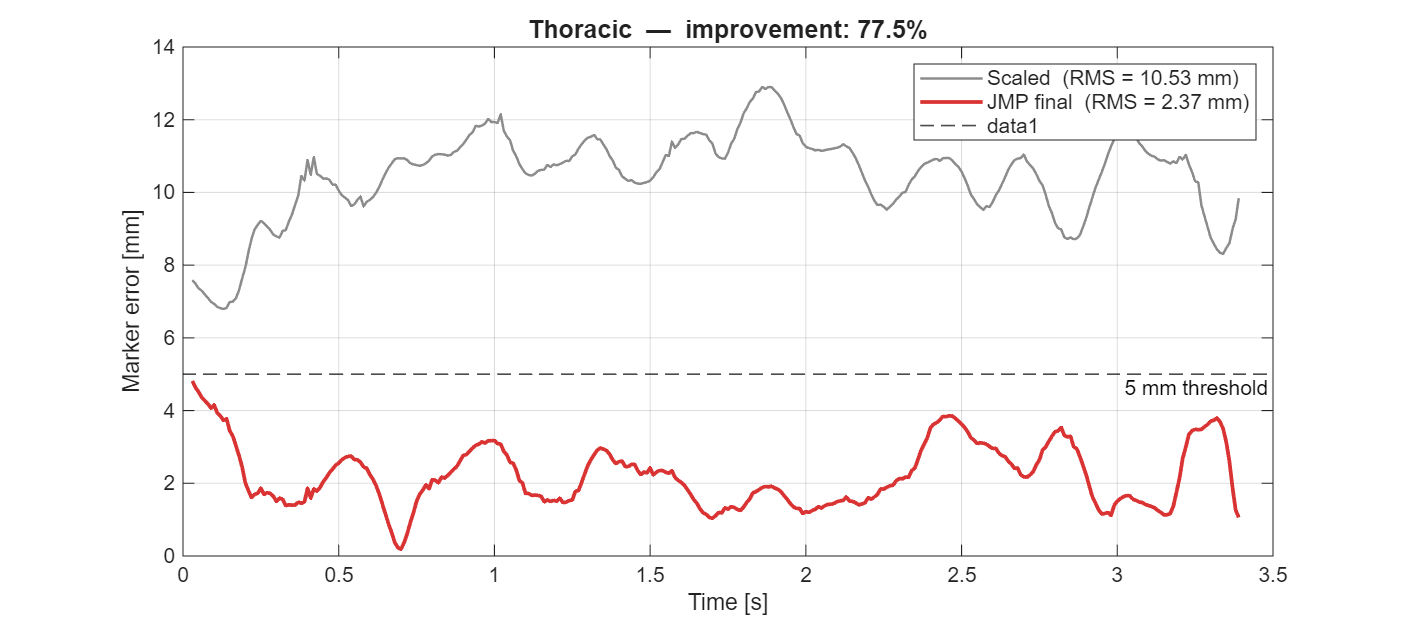 Thoracic — improvement: 77.5%
14
12
10
8
6
4
2
0
Marker error [mm]
Scaled (RMS = 10.53 mm)
JMP final (RMS = 2.37 mm)
data1
5 mm threshold
0 0.5 1 1.5 2 2.5 3 3.5
Time [s]